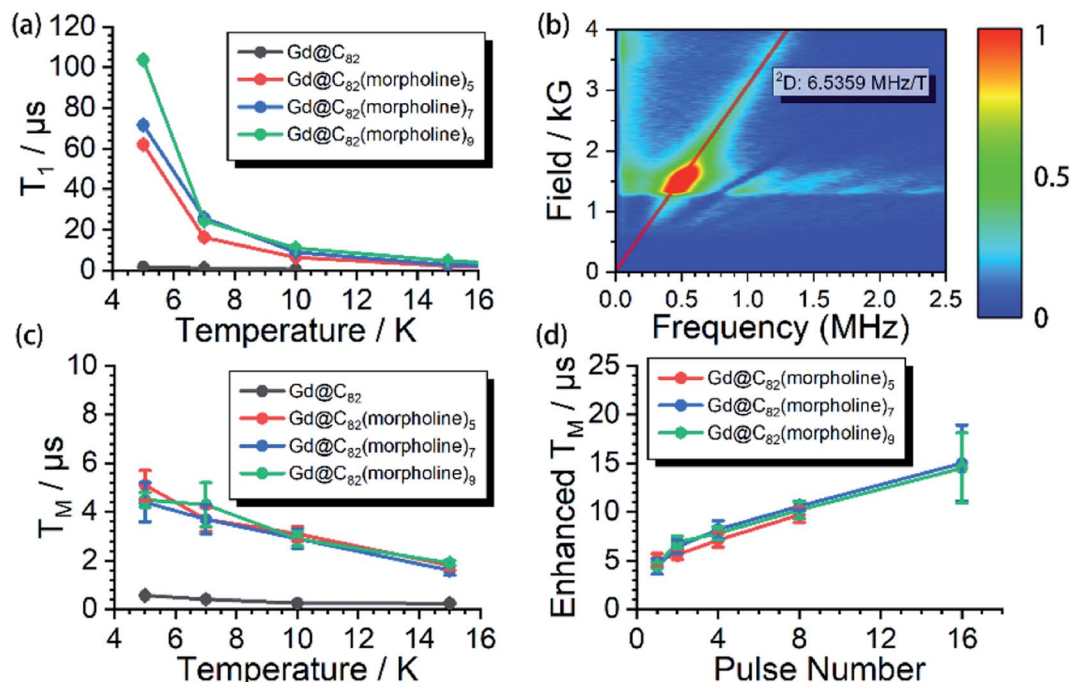 (a)
120
100
80
60
40
20
0
T₁ / μs
4 6 8 10 12 14 16
Temperature / K
Gd@C₈₂
Gd@C₈₂(morpholine)₅
Gd@C₈₂(morpholine)₇
Gd@C₈₂(morpholine)₉
(b)
4
3
2
1
0
Field / kG
0.0 0.5 1.0 1.5 2.0 2.5
Frequency (MHz)
²D: 6.5359 MHz/T
1
0.5
0
(c)
10
8
6
4
2
0
T_M / μs
4 6 8 10 12 14 16
Temperature / K
Gd@C₈₂
Gd@C₈₂(morpholine)₅
Gd@C₈₂(morpholine)₇
Gd@C₈₂(morpholine)₉
(d)
25
20
15
10
5
0
Enhanced T_M / μs
0 4 8 12 16
Pulse Number
Gd@C₈₂(morpholine)₅
Gd@C₈₂(morpholine)₇
Gd@C₈₂(morpholine)₉